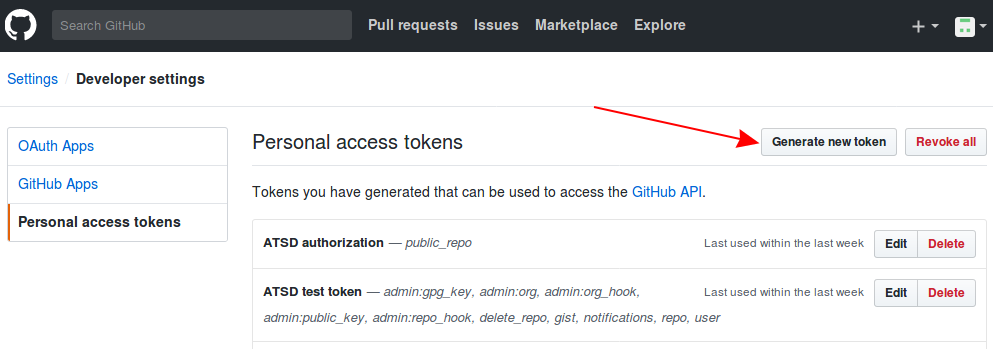 Search GitHub Pull requests Issues Marketplace Explore
Settings / Developer settings
OAuth Apps
GitHub Apps
Personal access tokens
Personal access tokens Generate new token Revoke all
Tokens you have generated that can be used to access the GitHub API.
ATSD authorization — public_repo Last used within the last week Edit Delete
ATSD test token — admin:gpg_key, admin:org, admin:org_hook, Last used within the last week Edit Delete
admin:public_key, admin:repo_hook, delete_repo, gist, notifications, repo, user